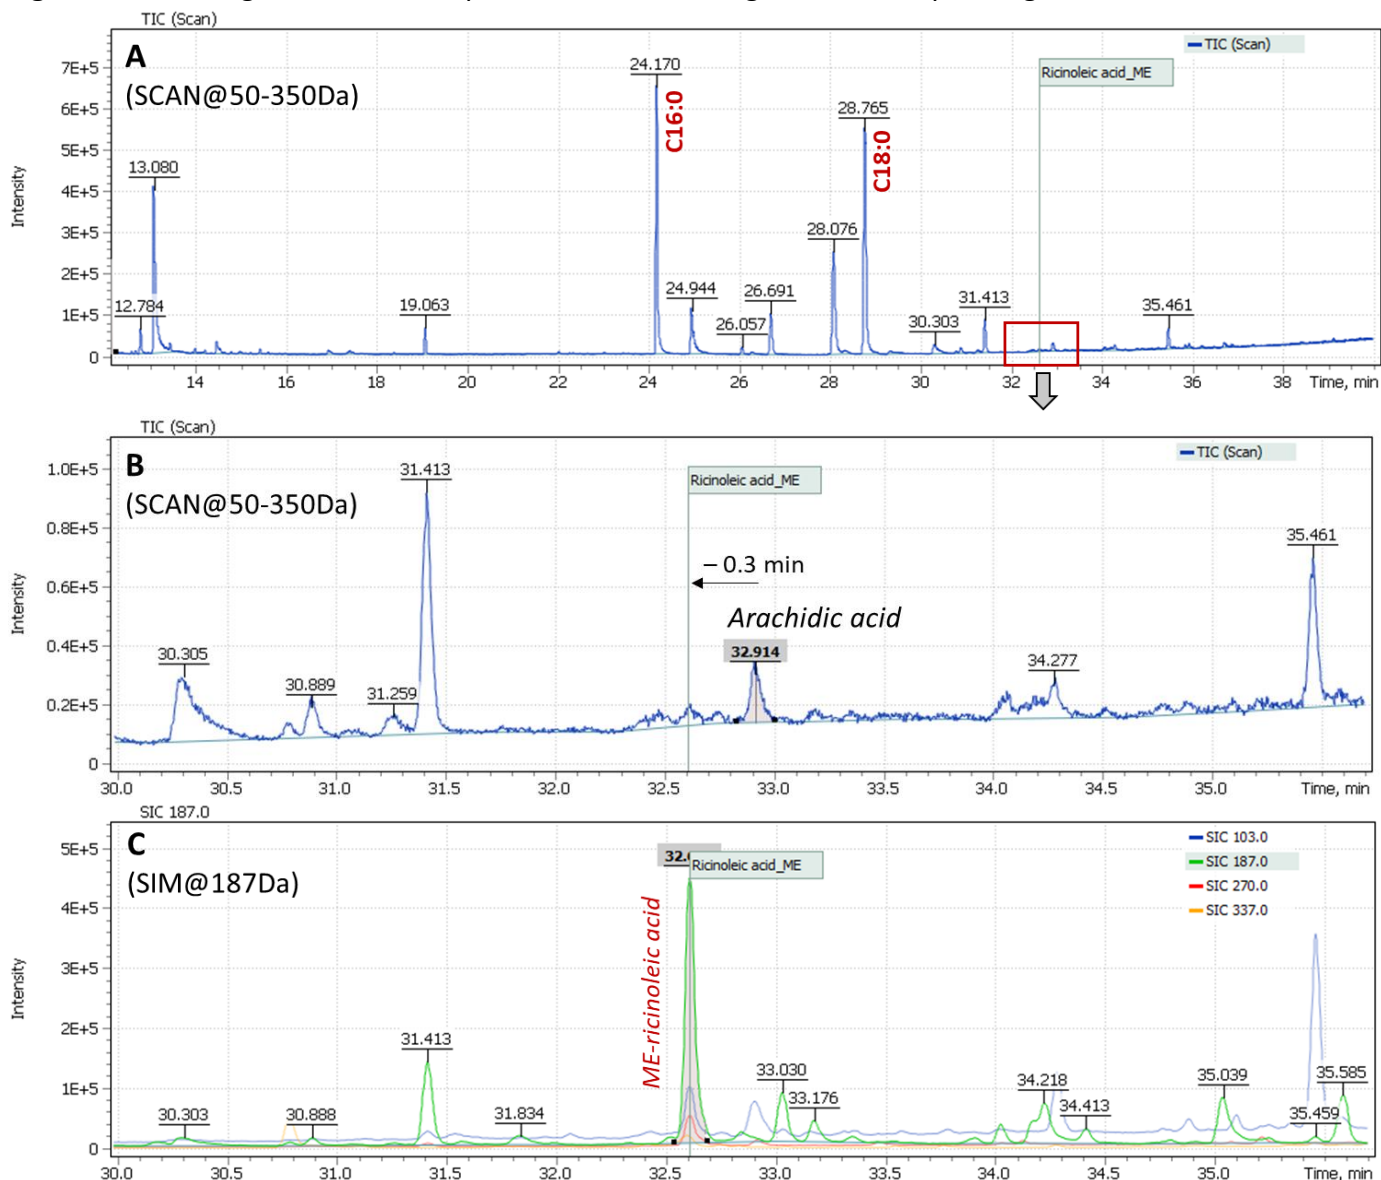 TIC (Scan)
A
(SCAN@50-350Da)
TIC (Scan)
Ricinoleic acid_ME
24.170
C16:0
28.765
C18:0
13.080
28.076
12.784
19.063
24.944
26.057
26.691
30.303
31.413
35.461
7E+5
6E+5
5E+5
4E+5
3E+5
2E+5
1E+5
0
Intensity
14 16 18 20 22 24 26 28 30 32 34 36 38 Time, min
TIC (Scan)
B
(SCAN@50-350Da)
TIC (Scan)
Ricinoleic acid_ME
31.413
– 0.3 min
Arachidic acid
32.914
35.461
30.305
30.889
31.259
34.277
1.0E+5
0.8E+5
0.6E+5
0.4E+5
0.2E+5
0
Intensity
30.0 30.5 31.0 31.5 32.0 32.5 33.0 33.5 34.0 34.5 35.0 Time, min
SIC 187.0
C
(SIM@187Da)
SIC 103.0
SIC 187.0
SIC 270.0
SIC 337.0
Ricinoleic acid_ME
ME-ricinoleic acid
31.413
30.303
30.888
31.834
33.030
33.176
34.218
34.413
35.039
35.459
35.585
5E+5
4E+5
3E+5
2E+5
1E+5
0
Intensity
30.0 30.5 31.0 31.5 32.0 32.5 33.0 33.5 34.0 34.5 35.0 Time, min